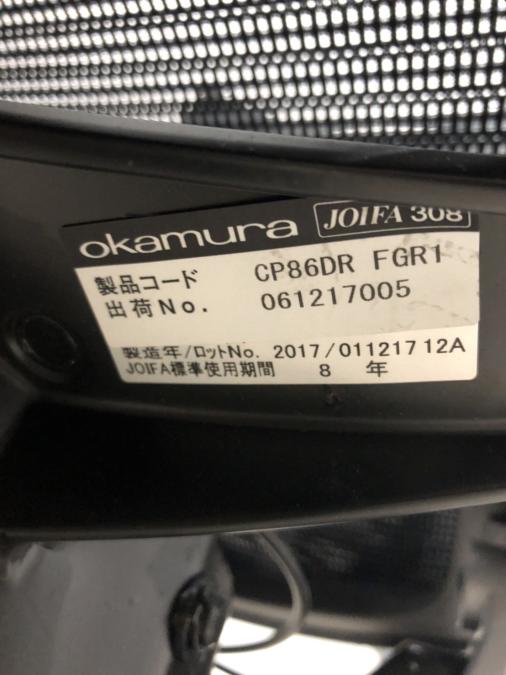 okamura JOIFA 308
製品コード CP86DR FGR1
出荷No. 061217005
製造年/ロットNo. 2017/01121712A
JOIFA標準使用期間 8 年